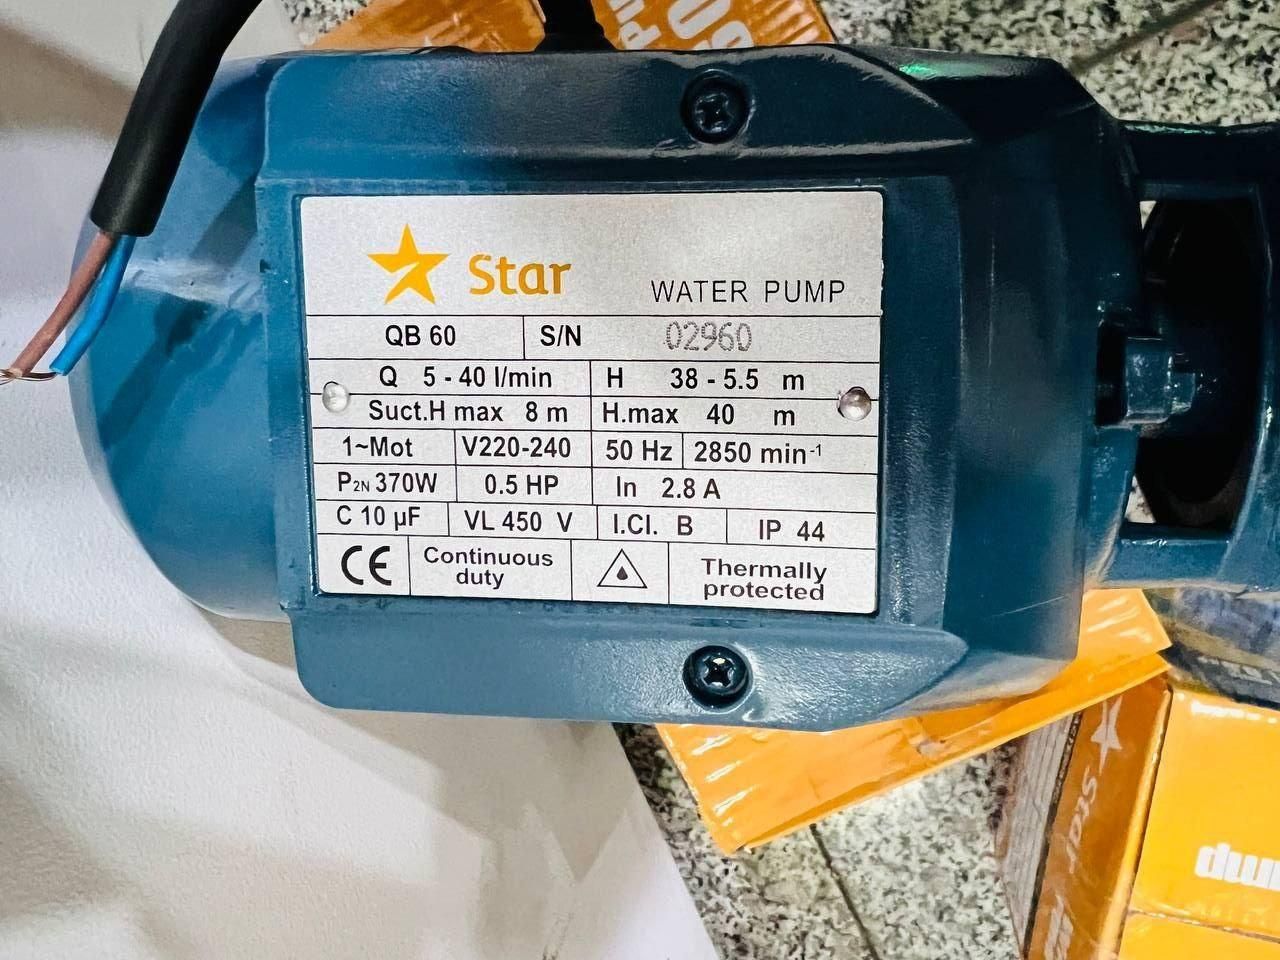 Star
WATER PUMP
QB 60 S/N 02960
Q 5 - 40 l/min H 38 - 5.5 m
Suct.H max 8 m H.max 40 m
1~Mot V220-240 50 Hz 2850 min⁻¹
P2N 370W 0.5 HP In 2.8 A
C 10 µF VL 450 V I.Cl. B IP 44
CE Continuous duty Thermally protected
Star